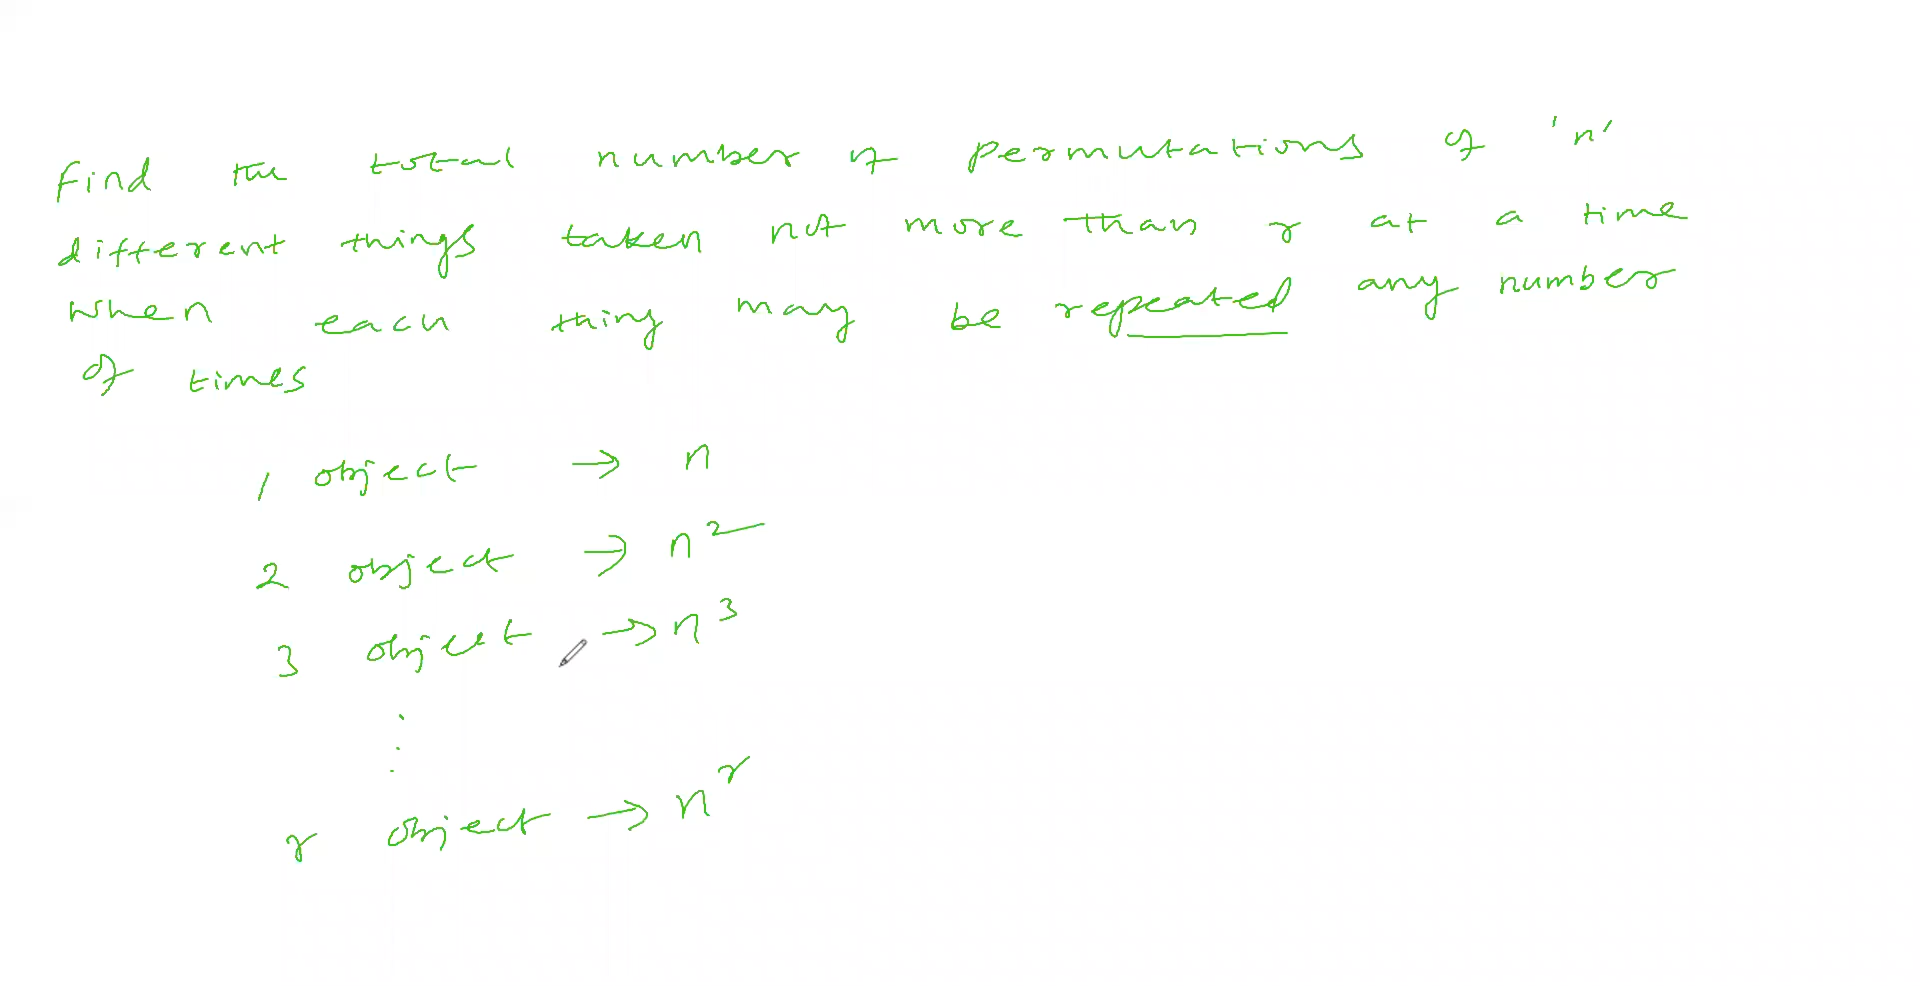 Find the total number of permutations of 'n'
different things taken not more than r at a time
when each thing may be repeated any number
of times
1 object → n
2 object → n²
3 object → n³
⋮
r object → nʳ